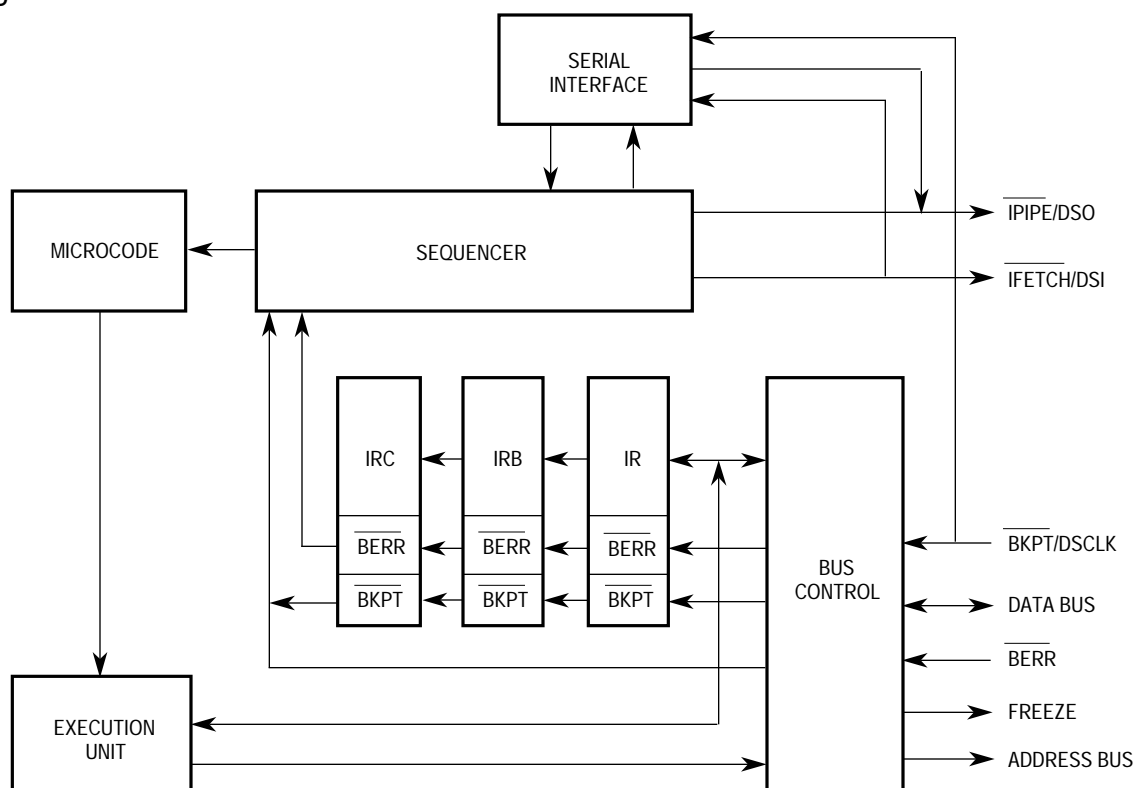 SERIAL
INTERFACE
IPIPE/DSO
MICROCODE
SEQUENCER
IFETCH/DSI
IRC
IRB
IR
BERR
BERR
BERR
BKPT
BKPT
BKPT
BUS
CONTROL
BKPT/DSCLK
DATA BUS
BERR
FREEZE
ADDRESS BUS
EXECUTION
UNIT